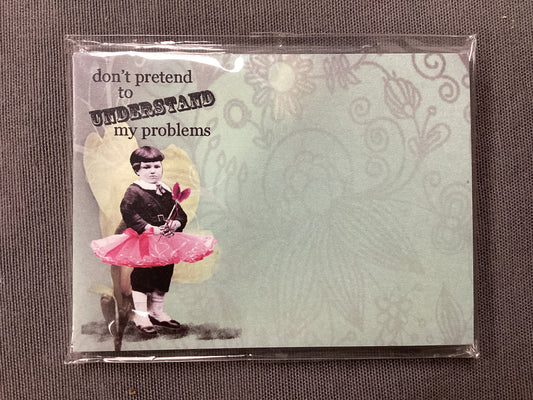 don't pretend
to
UNDERSTAND
my problems